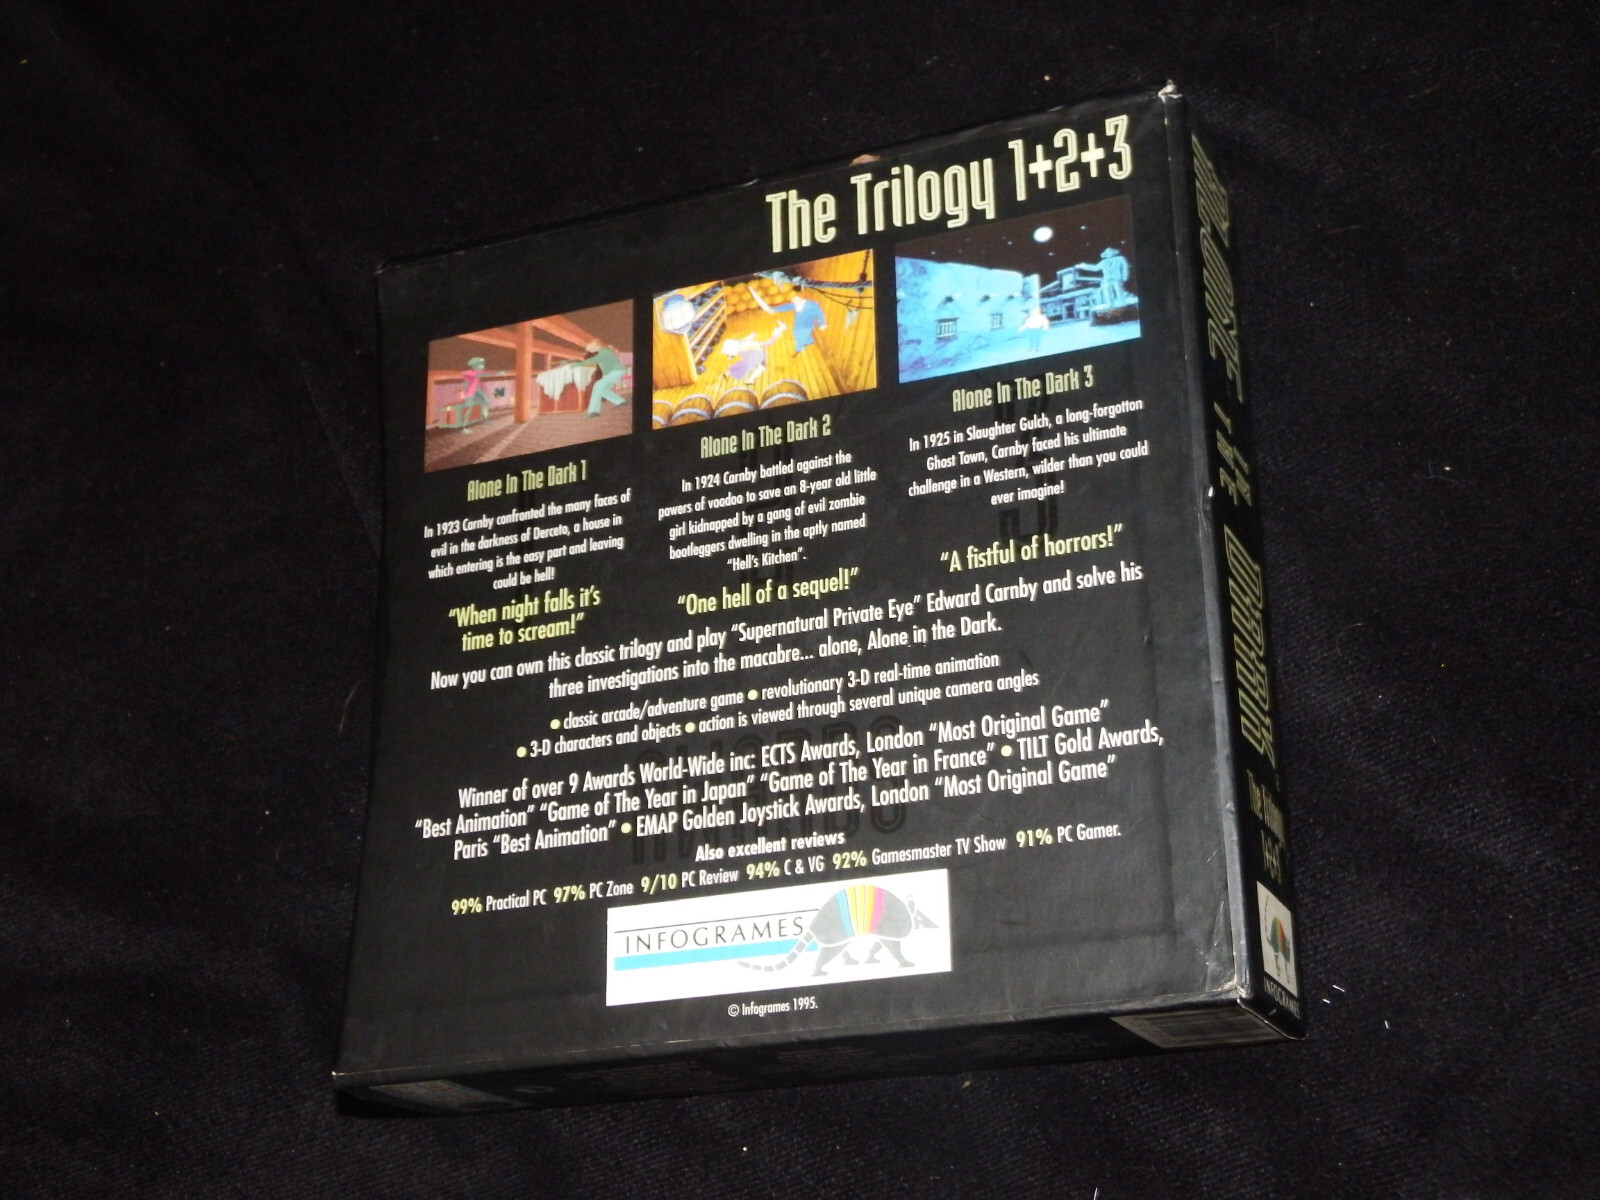 The Trilogy 1+2+3
Alone In The Dark 1
In 1923 Carnby confronted the many faces of
evil in the darkness of Derceto, a house in
which entering is the easy part and leaving
could be hell!
"When night falls it's
time to scream!"
Alone In The Dark 2
In 1924 Carnby battled against the
powers of voodoo to save an 8-year old little
girl kidnapped by a gang of evil zombie
bootleggers dwelling in the aptly named
"Hell's Kitchen".
"One hell of a sequel!"
Alone In The Dark 3
In 1925 in Slaughter Gulch, a long-forgotten
Ghost Town, Carnby faced his ultimate
challenge in a Western, wilder than you could
ever imagine!
"A fistful of horrors!"
Now you can own this classic trilogy and play "Supernatural Private Eye" Edward Carnby and solve his
three investigations into the macabre... alone, Alone in the Dark.
• classic arcade/adventure game • revolutionary 3-D real-time animation
• 3-D characters and objects • action is viewed through several unique camera angles
Winner of over 9 Awards World-Wide inc: ECTS Awards, London "Most Original Game"
"Best Animation" "Game of The Year in Japan" "Game of The Year in France" • TILT Gold Awards,
Paris "Best Animation" • EMAP Golden Joystick Awards, London "Most Original Game"
Also excellent reviews
99% Practical PC 97% PC Zone 9/10 PC Review 94% C & VG 92% Gamesmaster TV Show 91% PC Gamer.
INFOGRAMES
© Infogrames 1995.
ALONE
IN THE
DARK
The Trilogy
1+2+3
INFOGRAMES